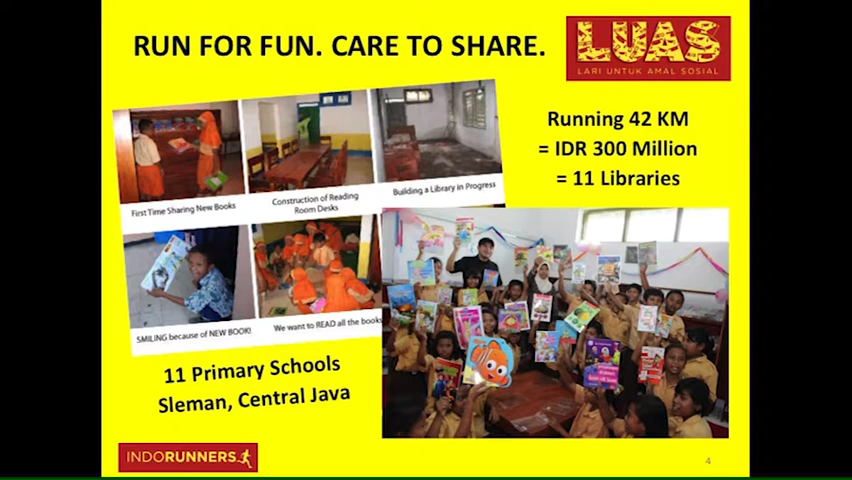 RUN FOR FUN. CARE TO SHARE.
LUAS
LARI UNTUK AMAL SOSIAL
First Time Sharing New Books
Construction of Reading
Room Desks
Building a Library in Progress
SMILING because of NEW BOOK!
We want to READ all the books
Running 42 KM
= IDR 300 Million
= 11 Libraries
11 Primary Schools
Sleman, Central Java
INDORUNNERS
4